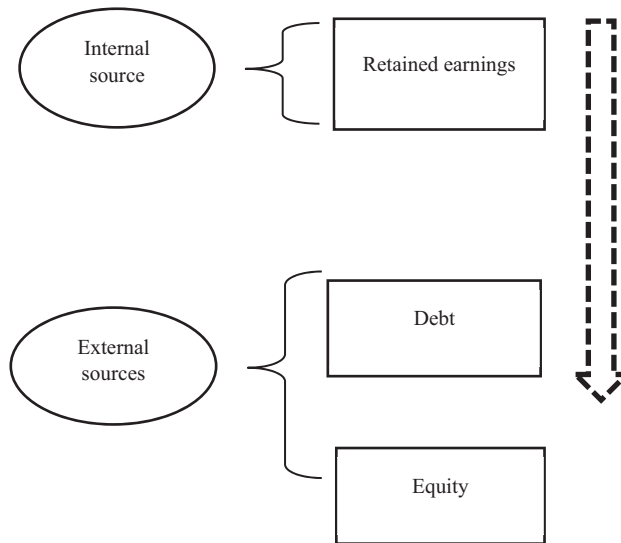 Internal
source
Retained earnings
External
sources
Debt
Equity